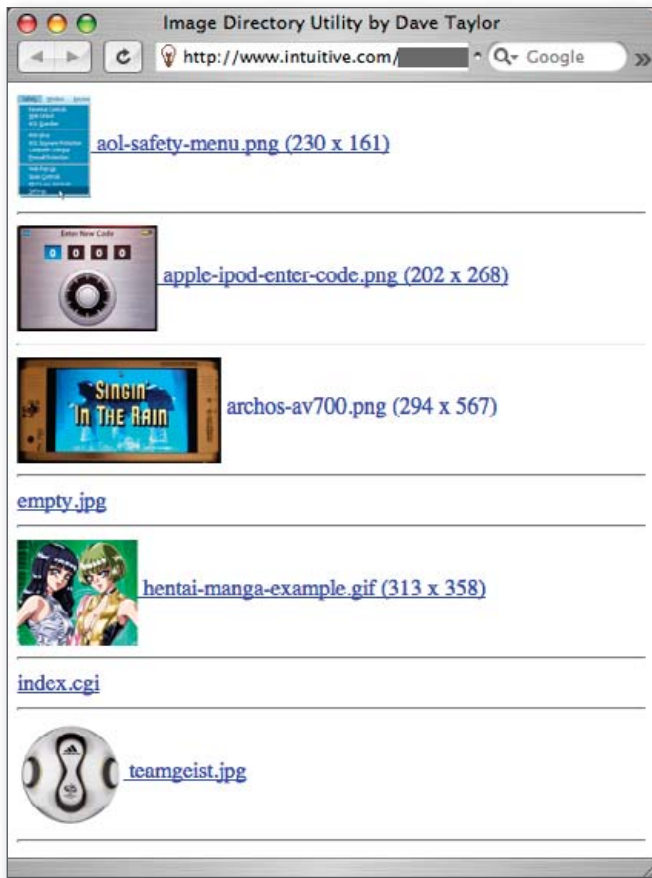 Image Directory Utility by Dave Taylor
http://www.intuitive.com/
Google
aol-safety-menu.png (230 x 161)
Enter New Code
0 0 0 0
apple-ipod-enter-code.png (202 x 268)
SINGIN'
IN THE RAIN
archos-av700.png (294 x 567)
empty.jpg
hentai-manga-example.gif (313 x 358)
index.cgi
teamgeist.jpg